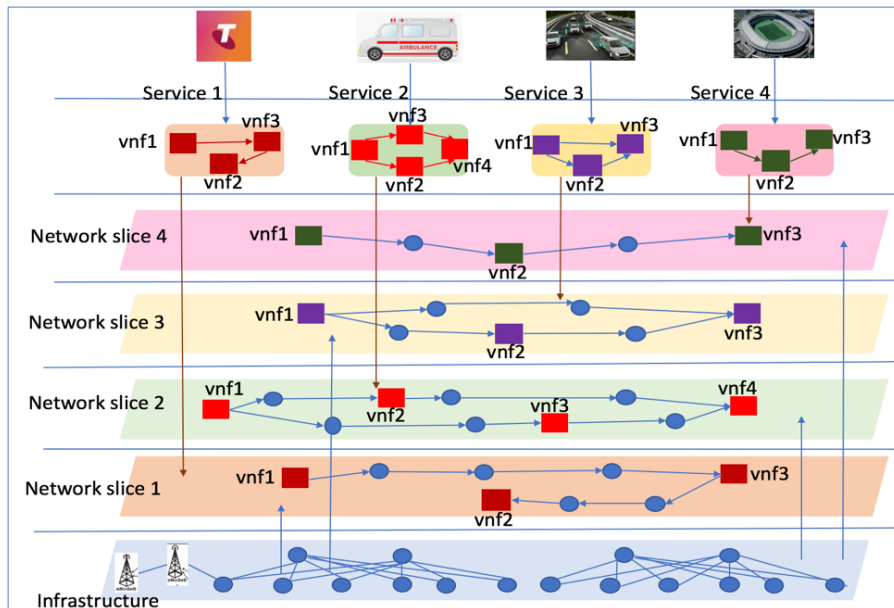 T
AMBULANCE
Service 1
Service 2
Service 3
Service 4
vnf1
vnf3
vnf2
vnf3
vnf1
vnf4
vnf2
vnf3
vnf1
vnf2
vnf1
vnf3
vnf2
Network slice 4
vnf1
vnf3
vnf2
Network slice 3
vnf1
vnf2
vnf3
Network slice 2
vnf1
vnf2
vnf3
vnf4
Network slice 1
vnf1
vnf3
vnf2
Infrastructure